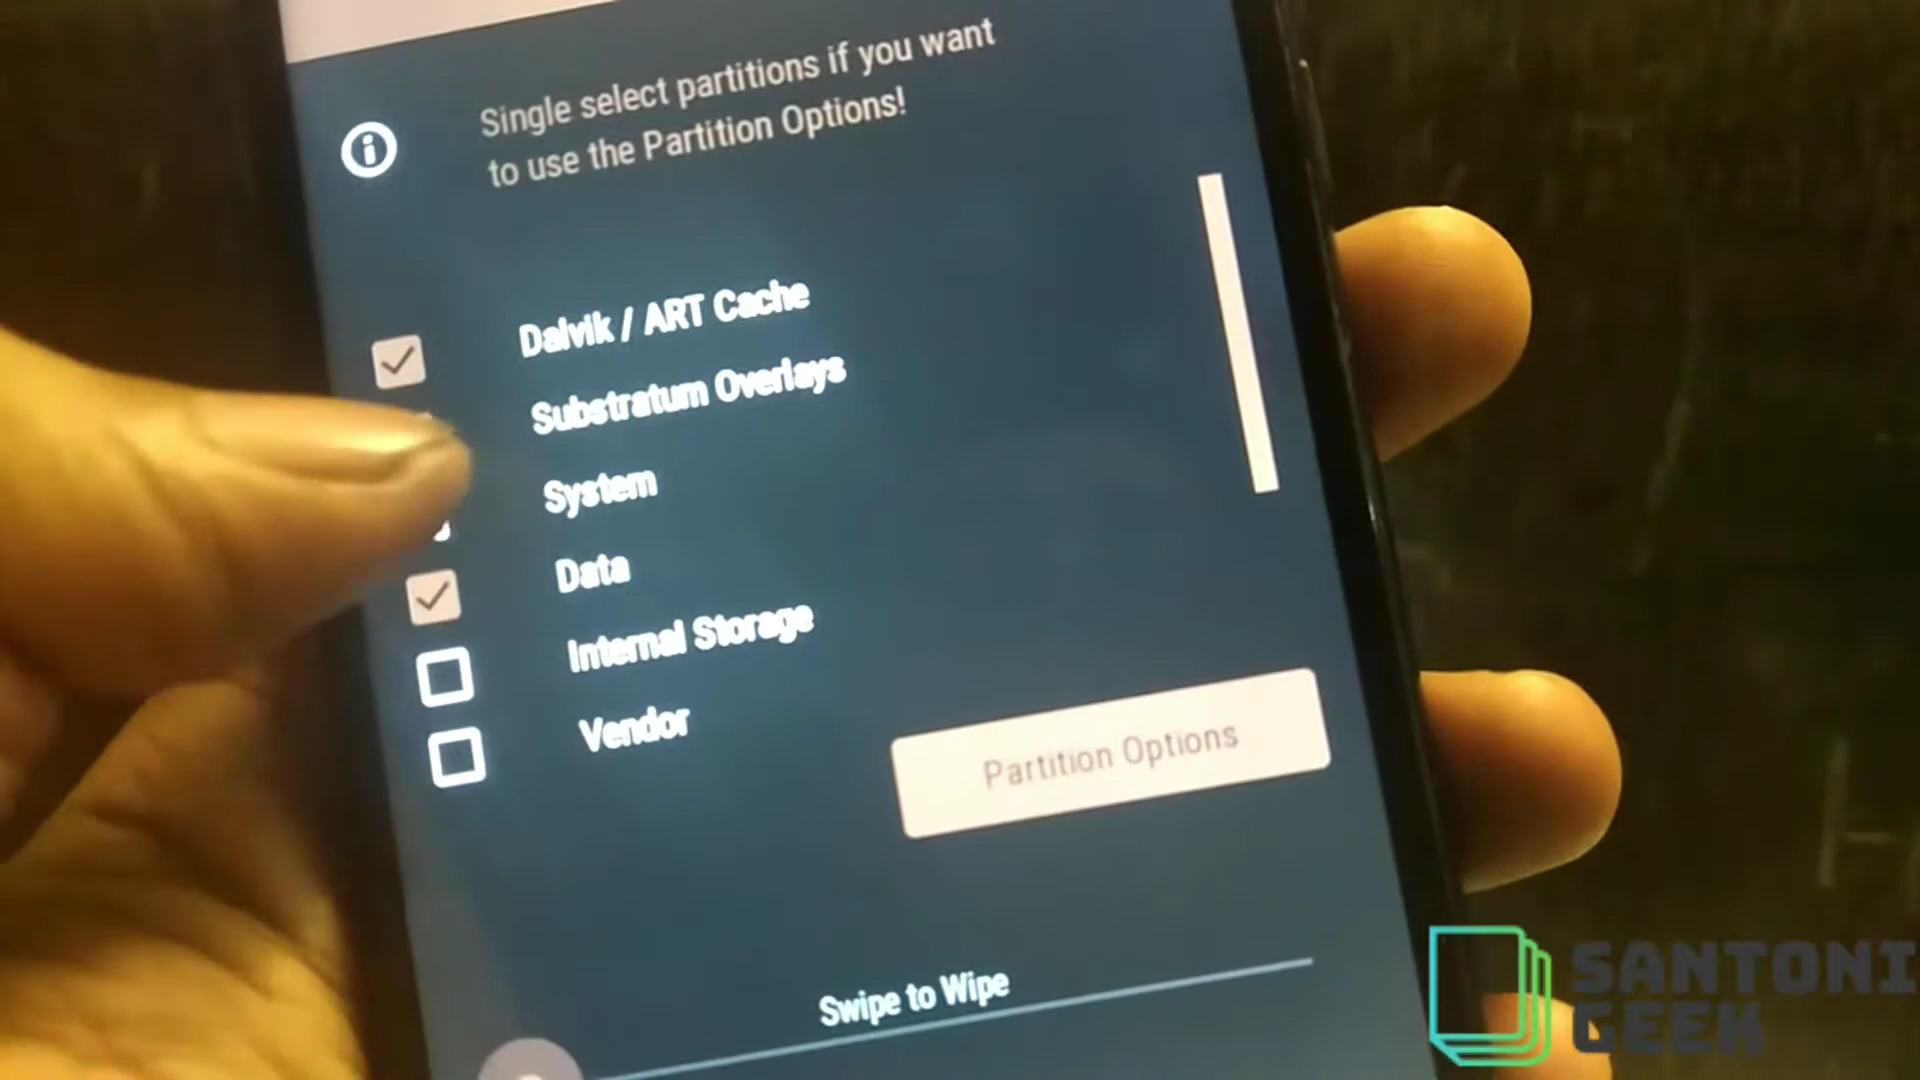 Single select partitions if you want
to use the Partition Options!
Dalvik / ART Cache
Substratum Overlays
System
Data
Internal Storage
Vendor
Partition Options
Swipe to Wipe
SANTONI
GEEK